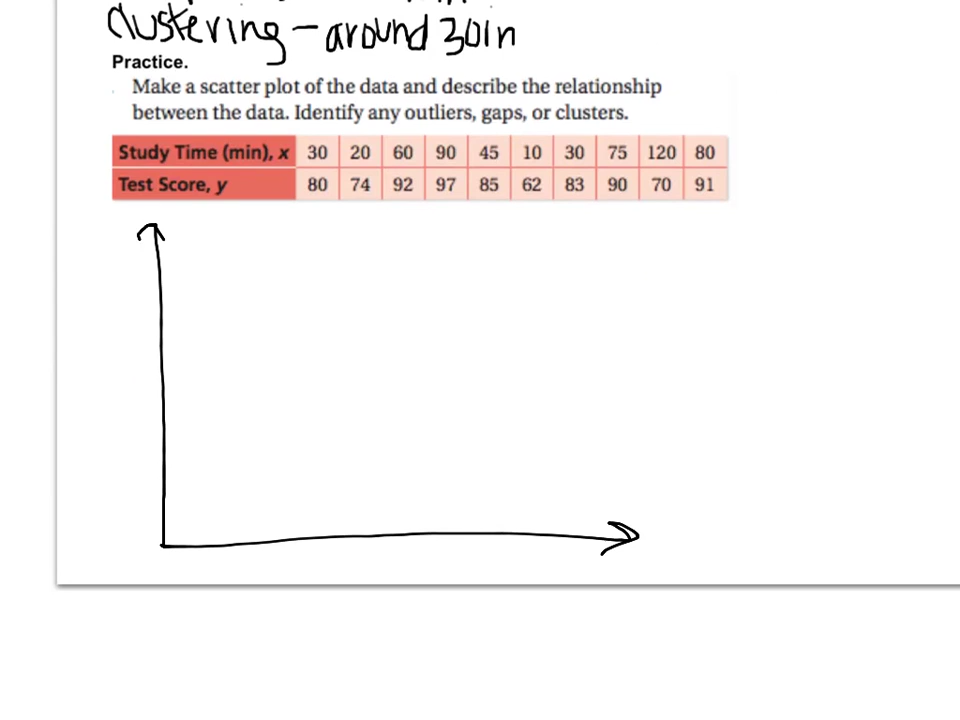 clustering - around 30in
Practice.
Make a scatter plot of the data and describe the relationship
between the data. Identify any outliers, gaps, or clusters.
Study Time (min), x 30 20 60 90 45 10 30 75 120 80
Test Score, y 80 74 92 97 85 62 83 90 70 91